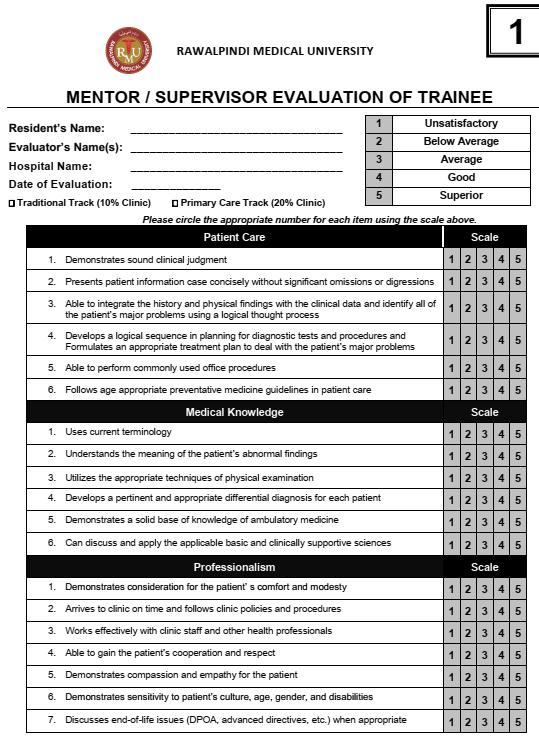 1
RMU
RAWALPINDI MEDICAL UNIVERSITY
MENTOR / SUPERVISOR EVALUATION OF TRAINEE
Resident's Name: ________________________________
Evaluator's Name(s): ________________________________
Hospital Name: ________________________________
Date of Evaluation: ______________
1 Unsatisfactory
2 Below Average
3 Average
4 Good
5 Superior
Traditional Track (10% Clinic) Primary Care Track (20% Clinic)
Please circle the appropriate number for each item using the scale above.
Patient Care Scale
1. Demonstrates sound clinical judgment 1 2 3 4 5
2. Presents patient information case concisely without significant omissions or digressions 1 2 3 4 5
3. Able to integrate the history and physical findings with the clinical data and identify all of
the patient's major problems using a logical thought process 1 2 3 4 5
4. Develops a logical sequence in planning for diagnostic tests and procedures and
Formulates an appropriate treatment plan to deal with the patient's major problems 1 2 3 4 5
5. Able to perform commonly used office procedures 1 2 3 4 5
6. Follows age appropriate preventative medicine guidelines in patient care 1 2 3 4 5
Medical Knowledge Scale
1. Uses current terminology 1 2 3 4 5
2. Understands the meaning of the patient's abnormal findings 1 2 3 4 5
3. Utilizes the appropriate techniques of physical examination 1 2 3 4 5
4. Develops a pertinent and appropriate differential diagnosis for each patient 1 2 3 4 5
5. Demonstrates a solid base of knowledge of ambulatory medicine 1 2 3 4 5
6. Can discuss and apply the applicable basic and clinically supportive sciences 1 2 3 4 5
Professionalism Scale
1. Demonstrates consideration for the patient' s comfort and modesty 1 2 3 4 5
2. Arrives to clinic on time and follows clinic policies and procedures 1 2 3 4 5
3. Works effectively with clinic staff and other health professionals 1 2 3 4 5
4. Able to gain the patient's cooperation and respect 1 2 3 4 5
5. Demonstrates compassion and empathy for the patient 1 2 3 4 5
6. Demonstrates sensitivity to patient's culture, age, gender, and disabilities 1 2 3 4 5
7. Discusses end-of-life issues (DPOA, advanced directives, etc.) when appropriate 1 2 3 4 5